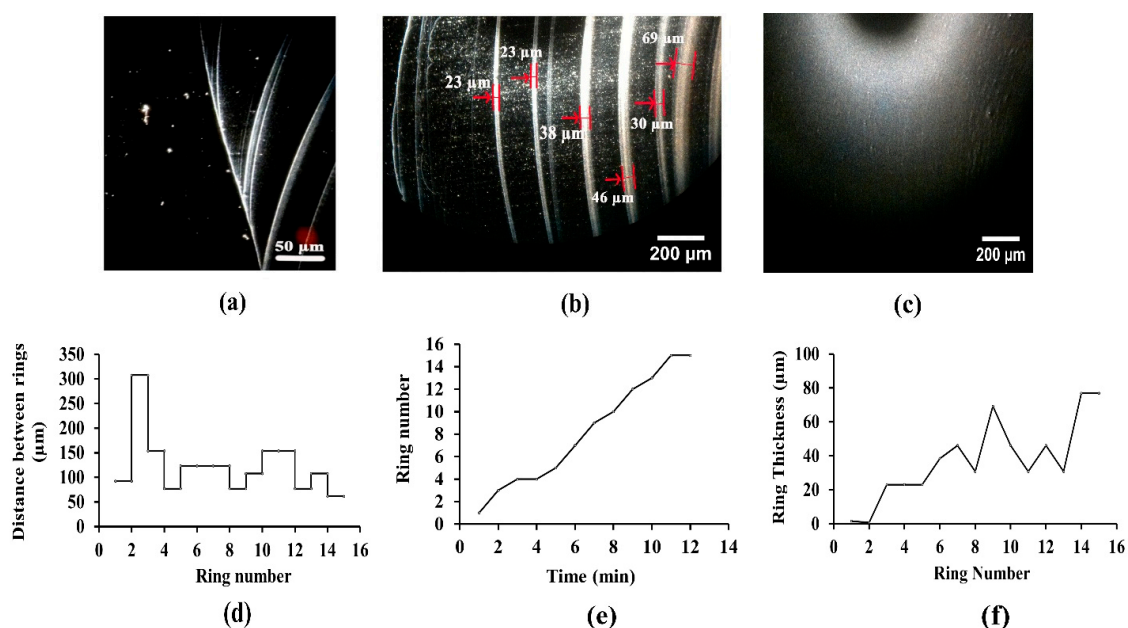 50 µm
(a)
23 µm
23 µm
38 µm
46 µm
30 µm
69 µm
200 µm
(b)
200 µm
(c)
Distance between rings
(µm)
350
300
250
200
150
100
50
0
0 2 4 6 8 10 12 14 16
Ring number
(d)
Ring number
16
14
12
10
8
6
4
2
0
0 2 4 6 8 10 12 14
Time (min)
(e)
Ring Thickness (µm)
100
80
60
40
20
0
0 2 4 6 8 10 12 14 16
Ring Number
(f)